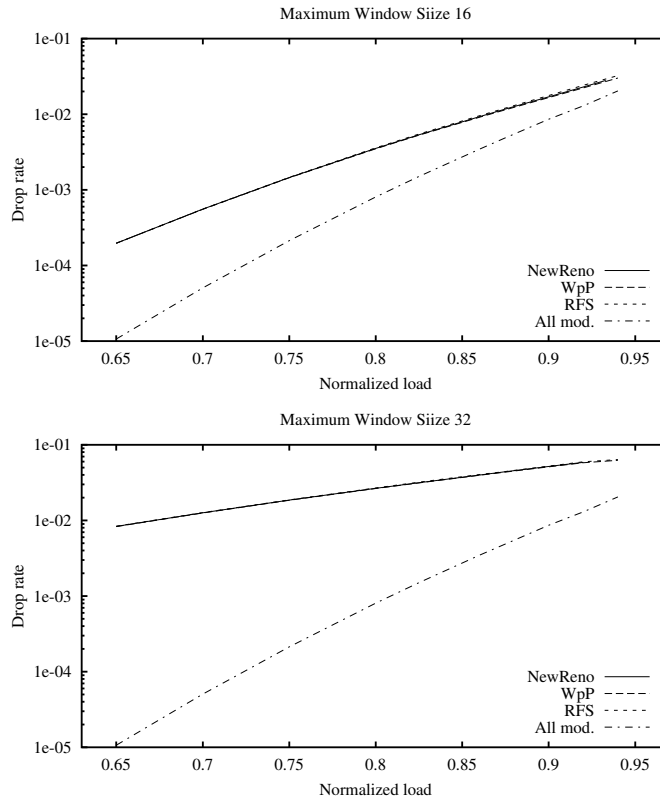 Maximum Window Siize 16
1e-01
1e-02
1e-03
1e-04
1e-05
Drop rate
NewReno
WpP
RFS
All mod.
0.65 0.7 0.75 0.8 0.85 0.9 0.95
Normalized load
Maximum Window Siize 32
1e-01
1e-02
1e-03
1e-04
1e-05
Drop rate
NewReno
WpP
RFS
All mod.
0.65 0.7 0.75 0.8 0.85 0.9 0.95
Normalized load